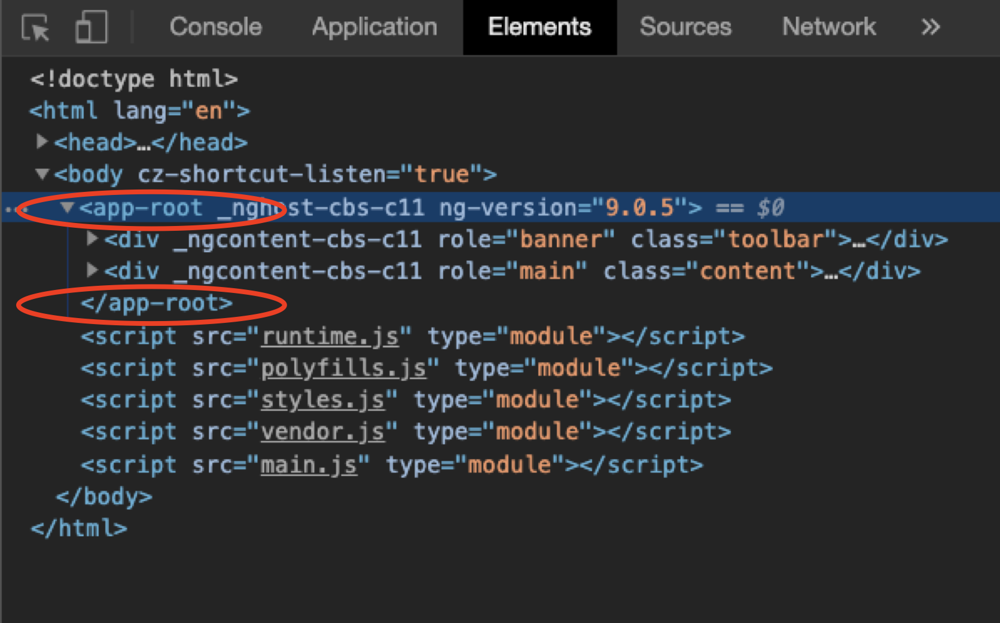 Console Application Elements Sources Network
<!doctype html>
<html lang="en">
<head>…</head>
<body cz-shortcut-listen="true">
<app-root _nghost-cbs-c11 ng-version="9.0.5"> == $0
<div _ngcontent-cbs-c11 role="banner" class="toolbar">…</div>
<div _ngcontent-cbs-c11 role="main" class="content">…</div>
</app-root>
<script src="runtime.js" type="module"></script>
<script src="polyfills.js" type="module"></script>
<script src="styles.js" type="module"></script>
<script src="vendor.js" type="module"></script>
<script src="main.js" type="module"></script>
</body>
</html>